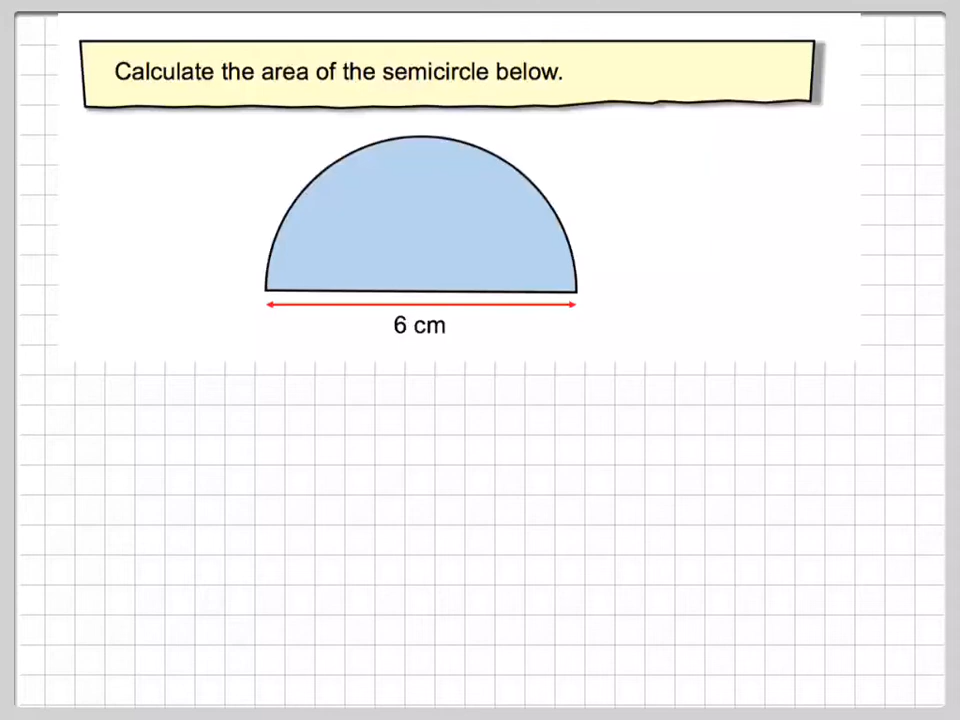 Calculate the area of the semicircle below.
6 cm